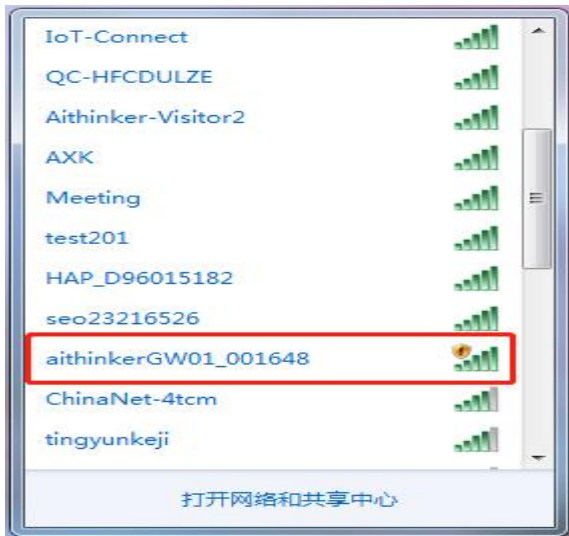 IoT-Connect
QC-HFCDULZE
Aithinker-Visitor2
AXK
Meeting
test201
HAP_D96015182
seo23216526
aithinkerGW01_001648
ChinaNet-4tcm
tingyunkeji
打开网络和共享中心